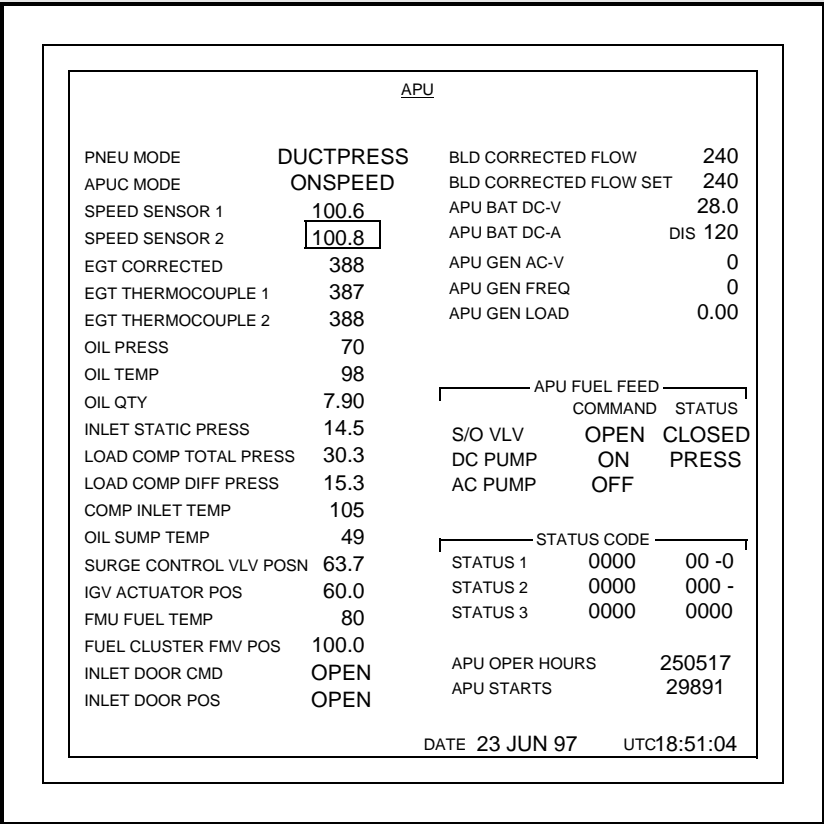 APU
PNEU MODE DUCTPRESS
APUC MODE ONSPEED
SPEED SENSOR 1 100.6
SPEED SENSOR 2 100.8
EGT CORRECTED 388
EGT THERMOCOUPLE 1 387
EGT THERMOCOUPLE 2 388
OIL PRESS 70
OIL TEMP 98
OIL QTY 7.90
INLET STATIC PRESS 14.5
LOAD COMP TOTAL PRESS 30.3
LOAD COMP DIFF PRESS 15.3
COMP INLET TEMP 105
OIL SUMP TEMP 49
SURGE CONTROL VLV POSN 63.7
IGV ACTUATOR POS 60.0
FMU FUEL TEMP 80
FUEL CLUSTER FMV POS 100.0
INLET DOOR CMD OPEN
INLET DOOR POS OPEN
BLD CORRECTED FLOW 240
BLD CORRECTED FLOW SET 240
APU BAT DC-V 28.0
APU BAT DC-A DIS 120
APU GEN AC-V 0
APU GEN FREQ 0
APU GEN LOAD 0.00
APU FUEL FEED
COMMAND STATUS
S/O VLV OPEN CLOSED
DC PUMP ON PRESS
AC PUMP OFF
STATUS CODE
STATUS 1 0000 00 -0
STATUS 2 0000 000 -
STATUS 3 0000 0000
APU OPER HOURS 250517
APU STARTS 29891
DATE 23 JUN 97 UTC18:51:04